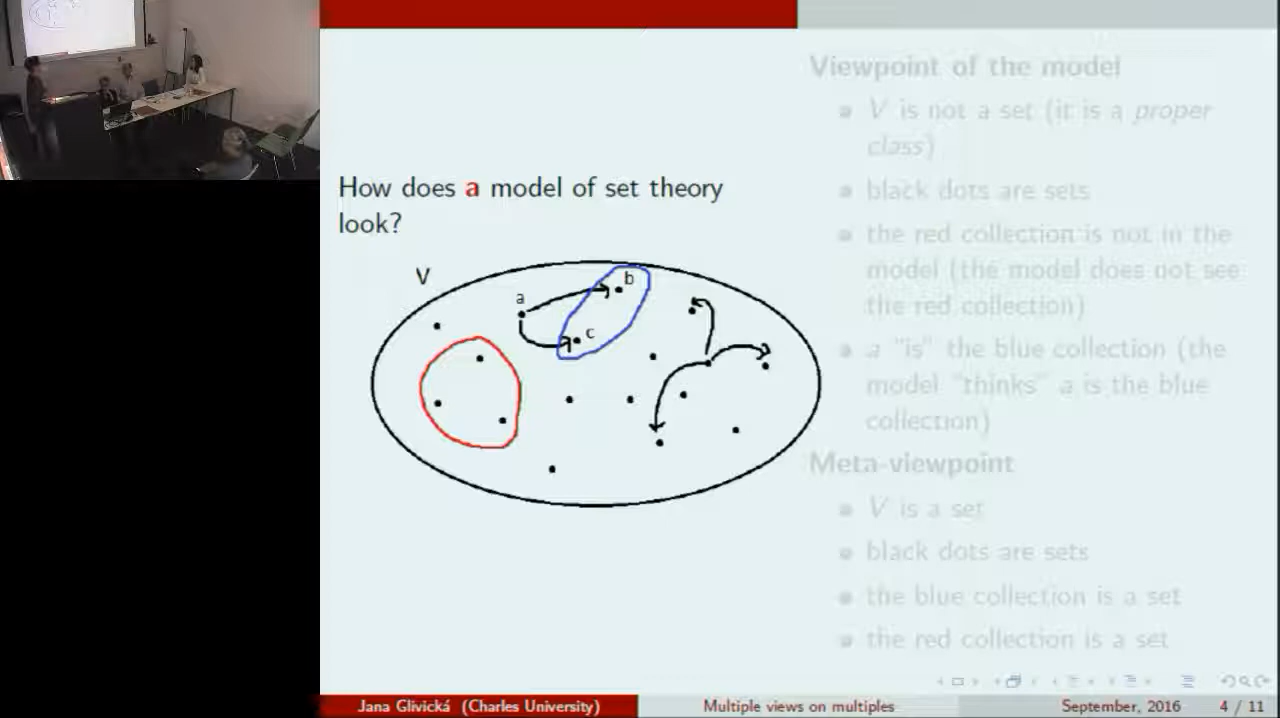 How does a model of set theory
look?
V
a
b
c
Viewpoint of the model
V is not a set (it is a proper
class)
black dots are sets
the red collection is not in the
model (the model does not see
the red collection)
a "is" the blue collection (the
model "thinks" a is the blue
collection)
Meta-viewpoint
V is a set
black dots are sets
the blue collection is a set
the red collection is a set
Jana Glivická (Charles University)
Multiple views on multiples
September, 2016
4 / 11